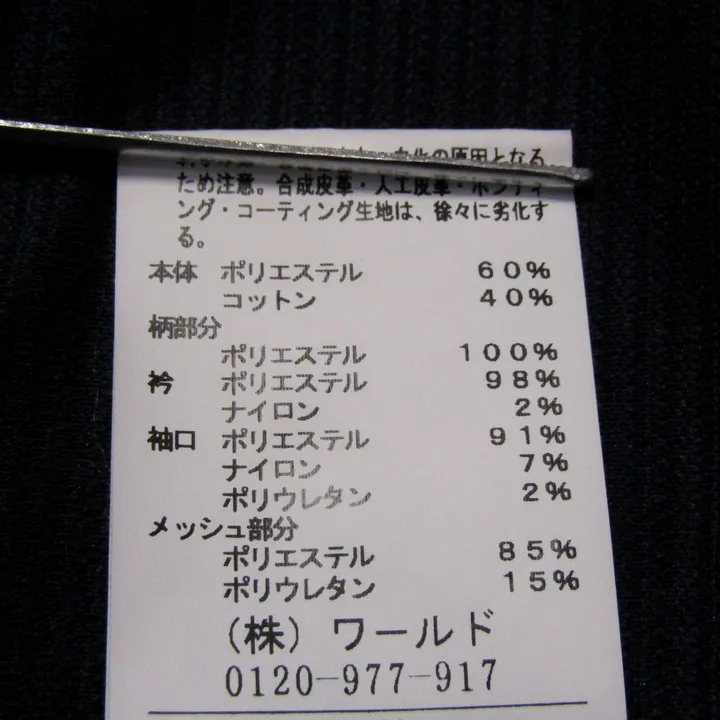 の原因となる
ため注意。合成皮革・人工皮革・ボンディ
ング・コーティング生地は、徐々に劣化す
る。
本体 ポリエステル 60%
コットン 40%
柄部分
ポリエステル 100%
衿 ポリエステル 98%
ナイロン 2%
袖口 ポリエステル 91%
ナイロン 7%
ポリウレタン 2%
メッシュ部分
ポリエステル 85%
ポリウレタン 15%
(株) ワールド
0120-977-917